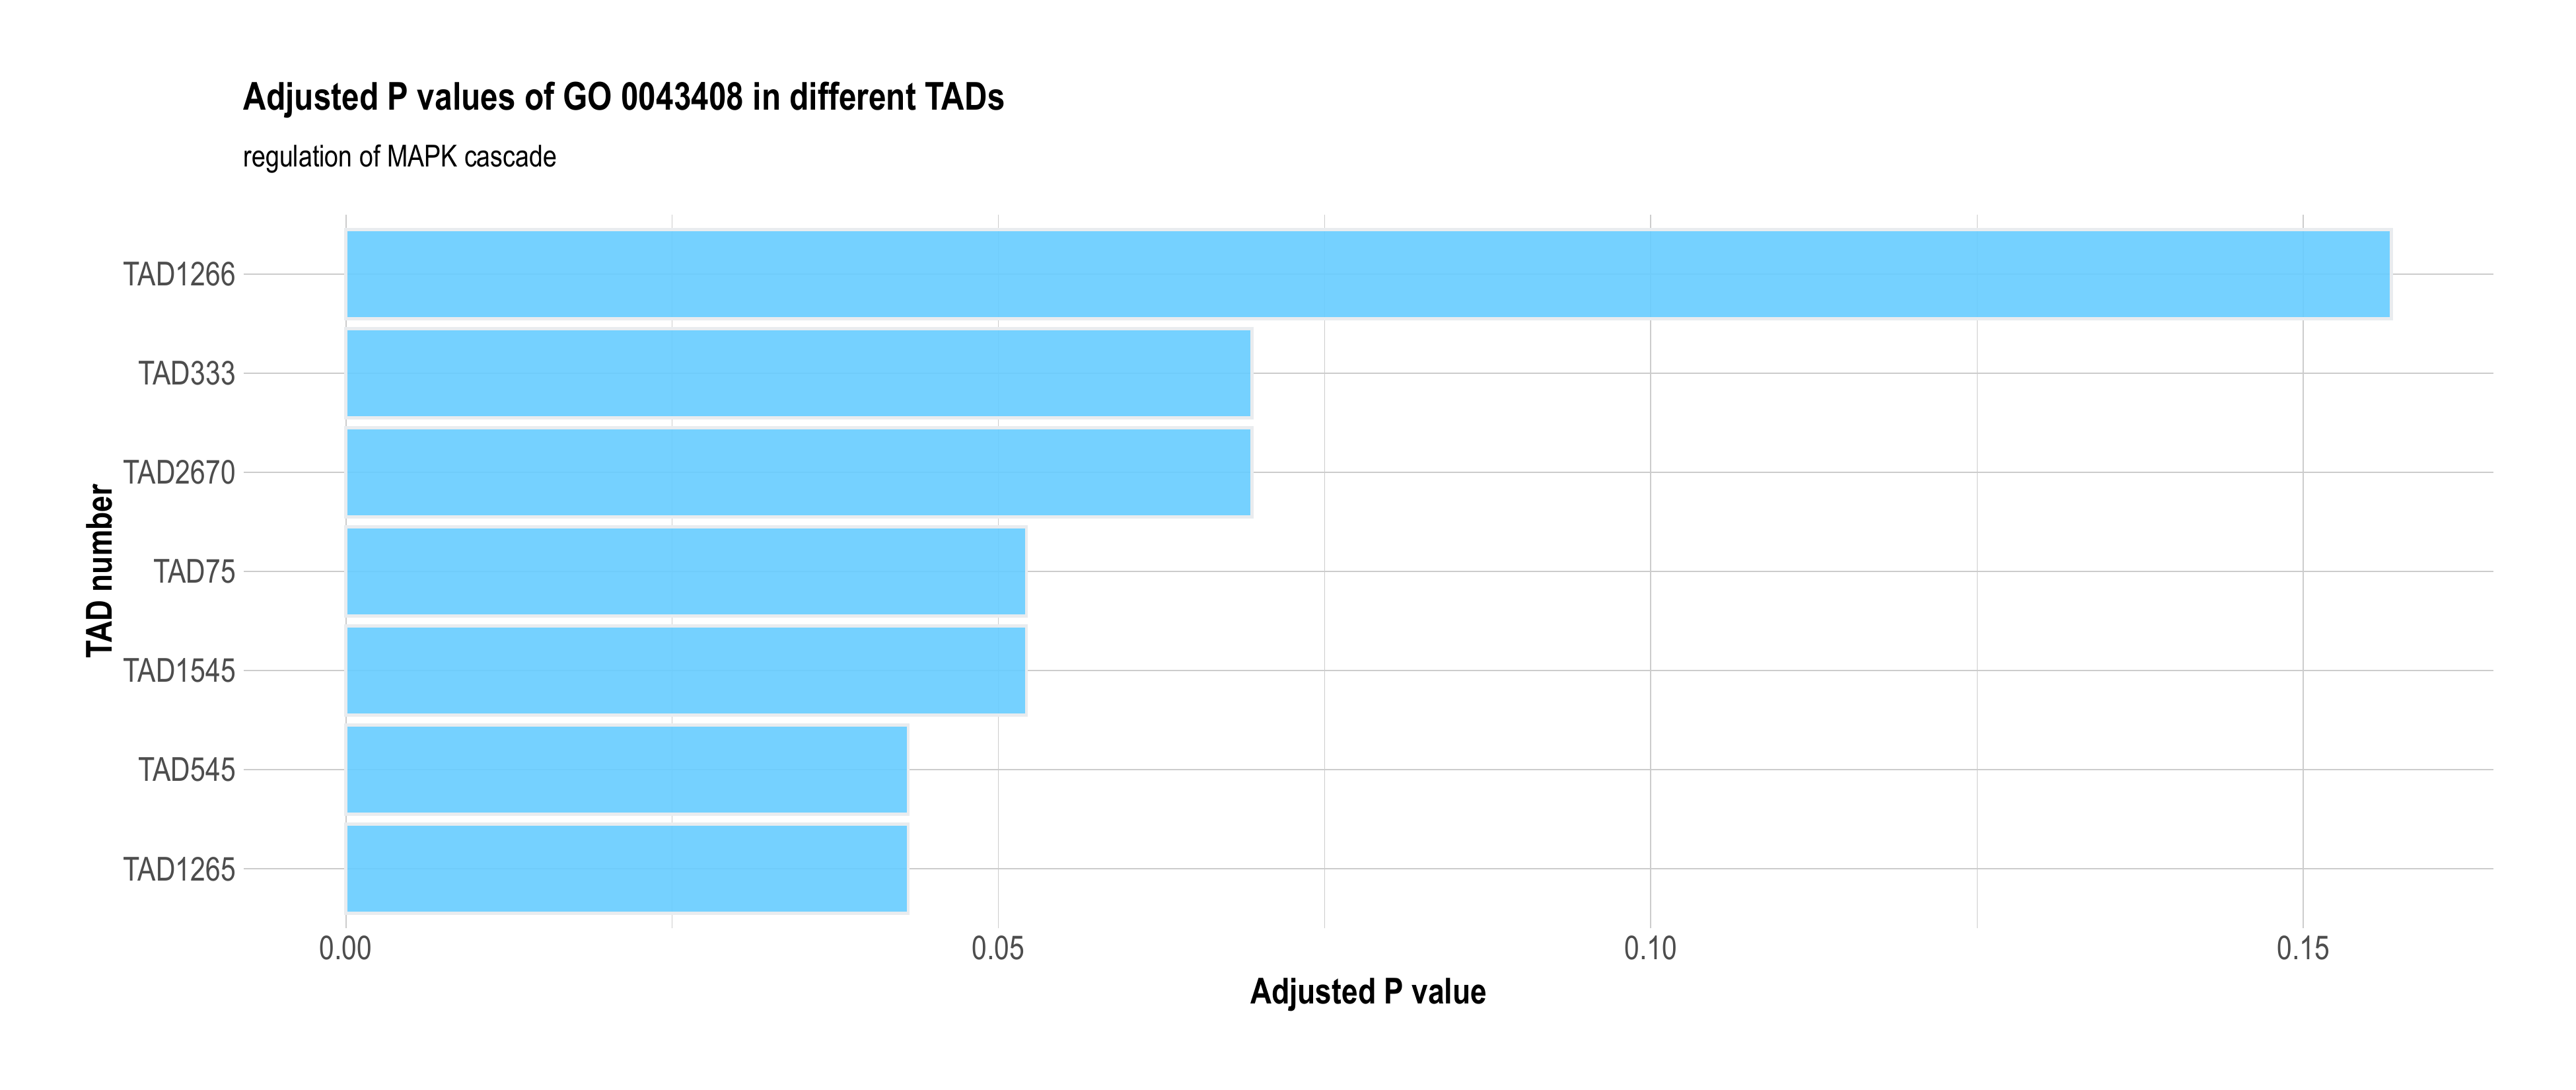 Adjusted P values of GO 0043408 in different TADs
regulation of MAPK cascade
TAD number
TAD1266
TAD333
TAD2670
TAD75
TAD1545
TAD545
TAD1265
0.00 0.05 0.10 0.15
Adjusted P value